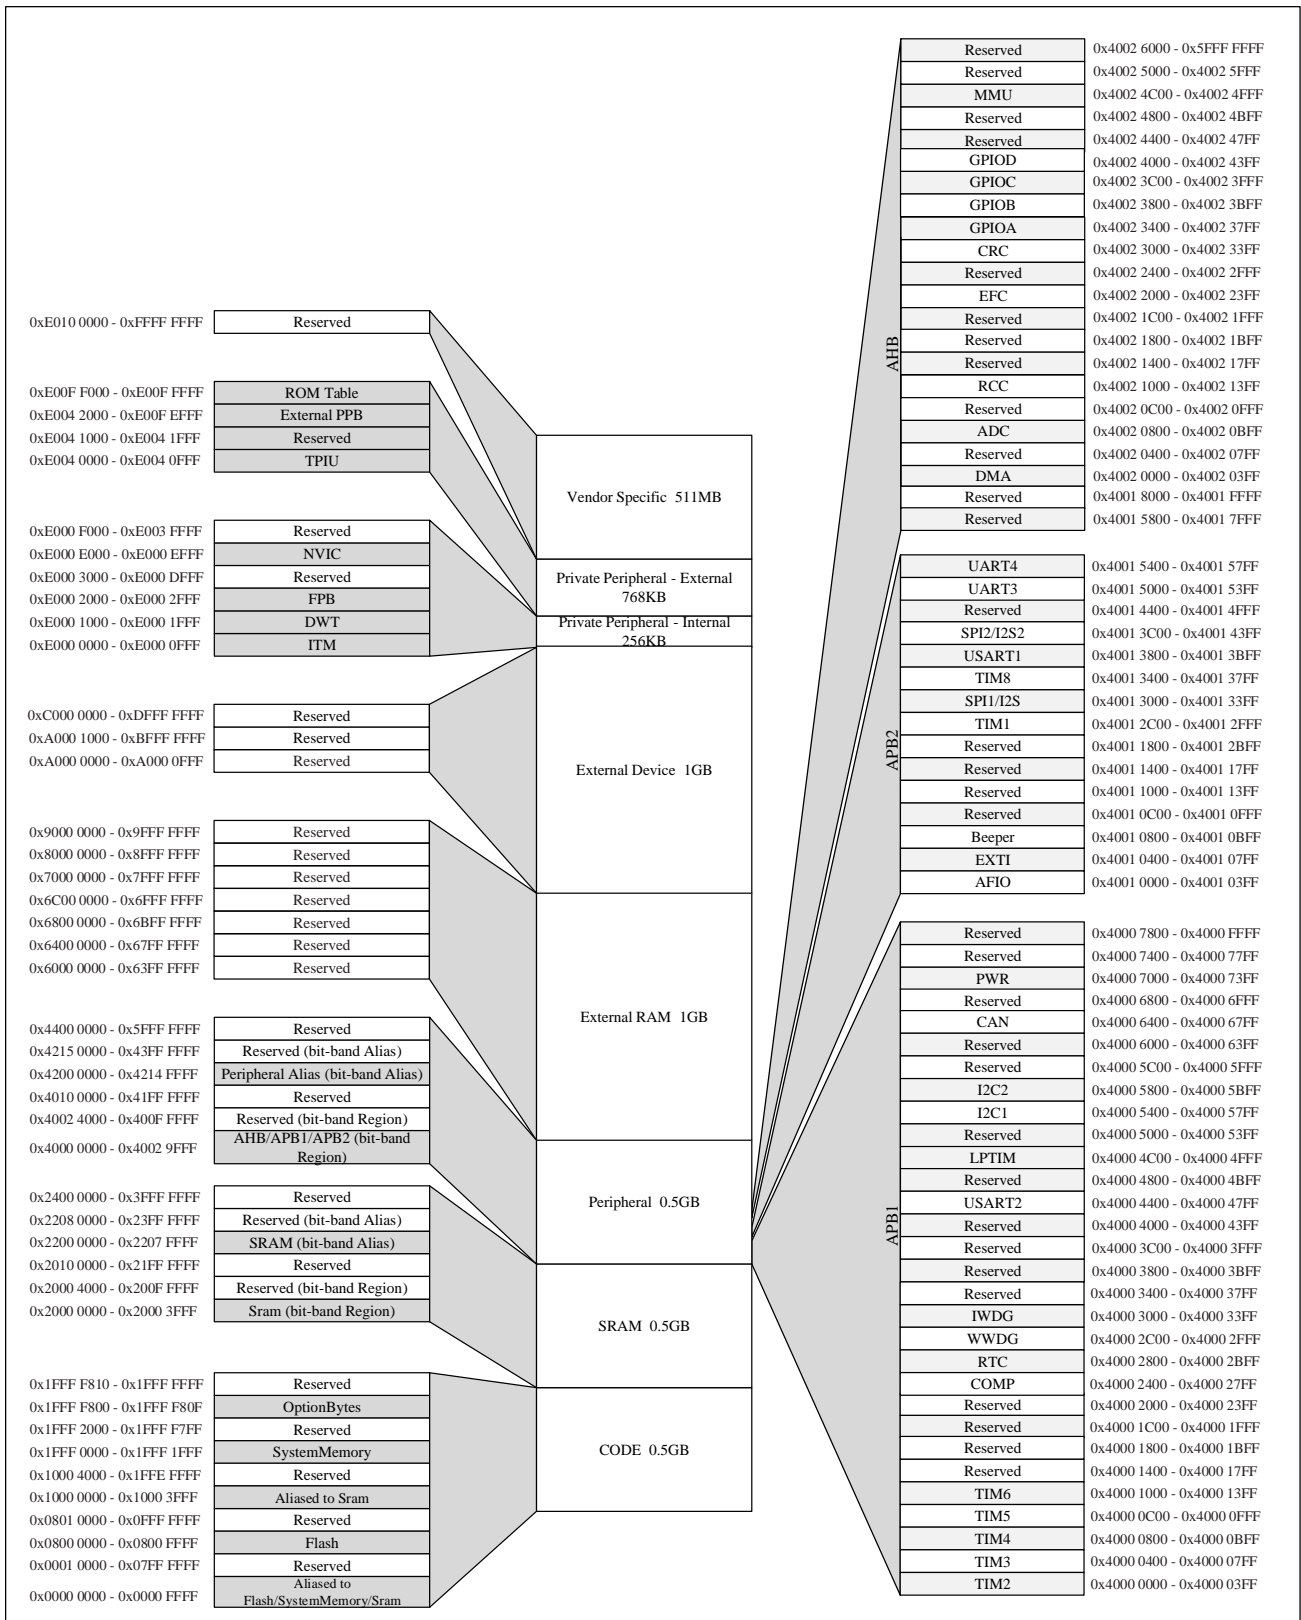 0xE010 0000 - 0xFFFF FFFF Reserved
0xE00F F000 - 0xE00F FFFF ROM Table
0xE004 2000 - 0xE00F EFFF External PPB
0xE004 1000 - 0xE004 1FFF Reserved
0xE004 0000 - 0xE004 0FFF TPIU
0xE000 F000 - 0xE003 FFFF Reserved
0xE000 E000 - 0xE000 EFFF NVIC
0xE000 3000 - 0xE000 DFFF Reserved
0xE000 2000 - 0xE000 2FFF FPB
0xE000 1000 - 0xE000 1FFF DWT
0xE000 0000 - 0xE000 0FFF ITM
0xC000 0000 - 0xDFFF FFFF Reserved
0xA000 1000 - 0xBFFF FFFF Reserved
0xA000 0000 - 0xA000 0FFF Reserved
0x9000 0000 - 0x9FFF FFFF Reserved
0x8000 0000 - 0x8FFF FFFF Reserved
0x7000 0000 - 0x7FFF FFFF Reserved
0x6C00 0000 - 0x6FFF FFFF Reserved
0x6800 0000 - 0x6BFF FFFF Reserved
0x6400 0000 - 0x67FF FFFF Reserved
0x6000 0000 - 0x63FF FFFF Reserved
0x4400 0000 - 0x5FFF FFFF Reserved
0x4215 0000 - 0x43FF FFFF Reserved (bit-band Alias)
0x4200 0000 - 0x4214 FFFF Peripheral Alias (bit-band Alias)
0x4010 0000 - 0x41FF FFFF Reserved
0x4002 4000 - 0x400F FFFF Reserved (bit-band Region)
0x4000 0000 - 0x4002 9FFF AHB/APB1/APB2 (bit-band
Region)
0x2400 0000 - 0x3FFF FFFF Reserved
0x2208 0000 - 0x23FF FFFF Reserved (bit-band Alias)
0x2200 0000 - 0x2207 FFFF SRAM (bit-band Alias)
0x2010 0000 - 0x21FF FFFF Reserved
0x2000 4000 - 0x200F FFFF Reserved (bit-band Region)
0x2000 0000 - 0x2000 3FFF Sram (bit-band Region)
0x1FFF F810 - 0x1FFF FFFF Reserved
0x1FFF F800 - 0x1FFF F80F OptionBytes
0x1FFF 2000 - 0x1FFF F7FF Reserved
0x1FFF 0000 - 0x1FFF 1FFF SystemMemory
0x1000 4000 - 0x1FFE FFFF Reserved
0x1000 0000 - 0x1000 3FFF Aliased to Sram
0x0801 0000 - 0x0FFF FFFF Reserved
0x0800 0000 - 0x0800 FFFF Flash
0x0001 0000 - 0x07FF FFFF Reserved
0x0000 0000 - 0x0000 FFFF Aliased to
Flash/SystemMemory/Sram
Vendor Specific 511MB
Private Peripheral - External
768KB
Private Peripheral - Internal
256KB
External Device 1GB
External RAM 1GB
Peripheral 0.5GB
SRAM 0.5GB
CODE 0.5GB
AHB
Reserved 0x4002 6000 - 0x5FFF FFFF
Reserved 0x4002 5000 - 0x4002 5FFF
MMU 0x4002 4C00 - 0x4002 4FFF
Reserved 0x4002 4800 - 0x4002 4BFF
Reserved 0x4002 4400 - 0x4002 47FF
GPIOD 0x4002 4000 - 0x4002 43FF
GPIOC 0x4002 3C00 - 0x4002 3FFF
GPIOB 0x4002 3800 - 0x4002 3BFF
GPIOA 0x4002 3400 - 0x4002 37FF
CRC 0x4002 3000 - 0x4002 33FF
Reserved 0x4002 2400 - 0x4002 2FFF
EFC 0x4002 2000 - 0x4002 23FF
Reserved 0x4002 1C00 - 0x4002 1FFF
Reserved 0x4002 1800 - 0x4002 1BFF
Reserved 0x4002 1400 - 0x4002 17FF
RCC 0x4002 1000 - 0x4002 13FF
Reserved 0x4002 0C00 - 0x4002 0FFF
ADC 0x4002 0800 - 0x4002 0BFF
Reserved 0x4002 0400 - 0x4002 07FF
DMA 0x4002 0000 - 0x4002 03FF
Reserved 0x4001 8000 - 0x4001 FFFF
Reserved 0x4001 5800 - 0x4001 7FFF
APB2
UART4 0x4001 5400 - 0x4001 57FF
UART3 0x4001 5000 - 0x4001 53FF
Reserved 0x4001 4400 - 0x4001 4FFF
SPI2/I2S2 0x4001 3C00 - 0x4001 43FF
USART1 0x4001 3800 - 0x4001 3BFF
TIM8 0x4001 3400 - 0x4001 37FF
SPI1/I2S 0x4001 3000 - 0x4001 33FF
TIM1 0x4001 2C00 - 0x4001 2FFF
Reserved 0x4001 1800 - 0x4001 2BFF
Reserved 0x4001 1400 - 0x4001 17FF
Reserved 0x4001 1000 - 0x4001 13FF
Reserved 0x4001 0C00 - 0x4001 0FFF
Beeper 0x4001 0800 - 0x4001 0BFF
EXTI 0x4001 0400 - 0x4001 07FF
AFIO 0x4001 0000 - 0x4001 03FF
APB1
Reserved 0x4000 7800 - 0x4000 FFFF
Reserved 0x4000 7400 - 0x4000 77FF
PWR 0x4000 7000 - 0x4000 73FF
Reserved 0x4000 6800 - 0x4000 6FFF
CAN 0x4000 6400 - 0x4000 67FF
Reserved 0x4000 6000 - 0x4000 63FF
Reserved 0x4000 5C00 - 0x4000 5FFF
I2C2 0x4000 5800 - 0x4000 5BFF
I2C1 0x4000 5400 - 0x4000 57FF
Reserved 0x4000 5000 - 0x4000 53FF
LPTIM 0x4000 4C00 - 0x4000 4FFF
Reserved 0x4000 4800 - 0x4000 4BFF
USART2 0x4000 4400 - 0x4000 47FF
Reserved 0x4000 4000 - 0x4000 43FF
Reserved 0x4000 3C00 - 0x4000 3FFF
Reserved 0x4000 3800 - 0x4000 3BFF
Reserved 0x4000 3400 - 0x4000 37FF
IWDG 0x4000 3000 - 0x4000 33FF
WWDG 0x4000 2C00 - 0x4000 2FFF
RTC 0x4000 2800 - 0x4000 2BFF
COMP 0x4000 2400 - 0x4000 27FF
Reserved 0x4000 2000 - 0x4000 23FF
Reserved 0x4000 1C00 - 0x4000 1FFF
Reserved 0x4000 1800 - 0x4000 1BFF
Reserved 0x4000 1400 - 0x4000 17FF
TIM6 0x4000 1000 - 0x4000 13FF
TIM5 0x4000 0C00 - 0x4000 0FFF
TIM4 0x4000 0800 - 0x4000 0BFF
TIM3 0x4000 0400 - 0x4000 07FF
TIM2 0x4000 0000 - 0x4000 03FF